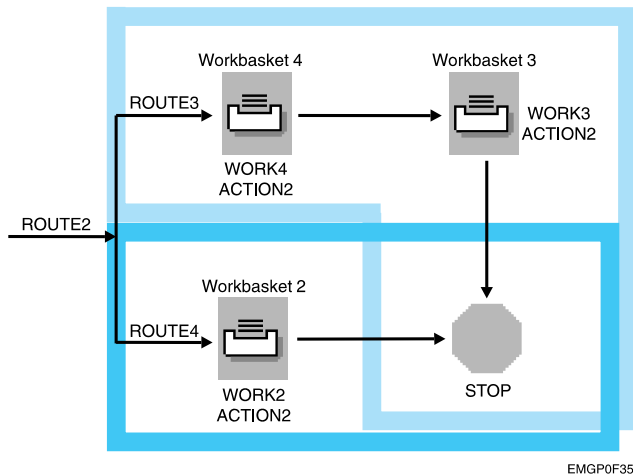 Workbasket 4
Workbasket 3
ROUTE3
WORK3
ACTION2
WORK4
ACTION2
ROUTE2
Workbasket 2
ROUTE4
WORK2
ACTION2
STOP
EMGP0F35